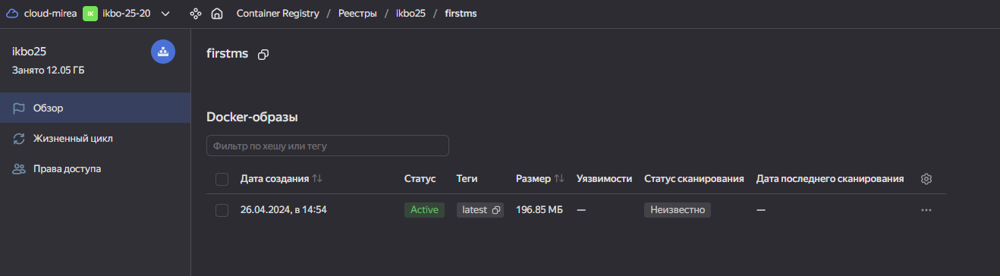 cloud-mirea IK ikbo-25-20 Container Registry / Реестры / ikbo25 / firstms
ikbo25
Занято 12.05 ГБ
Обзор
Жизненный цикл
Права доступа
firstms
Docker-образы
Фильтр по хешу или тегу
Дата создания Статус Теги Размер Уязвимости Статус сканирования Дата последнего сканирования
26.04.2024, в 14:54 Active latest 196.85 МБ — Неизвестно —